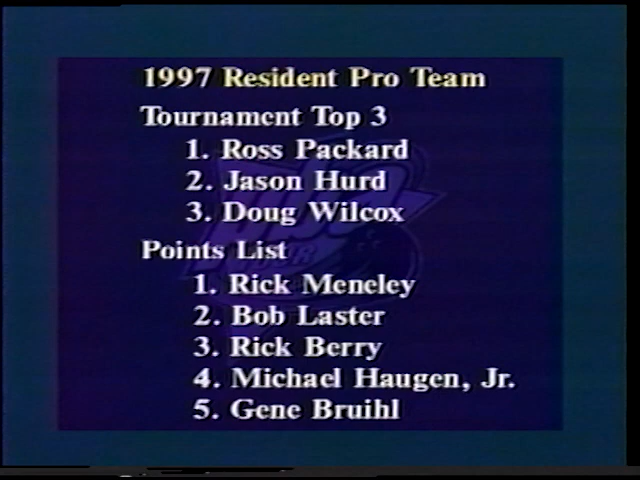 1997 Resident Pro Team
Tournament Top 3
1. Ross Packard
2. Jason Hurd
3. Doug Wilcox
Points List
1. Rick Meneley
2. Bob Laster
3. Rick Berry
4. Michael Haugen, Jr.
5. Gene Bruihl